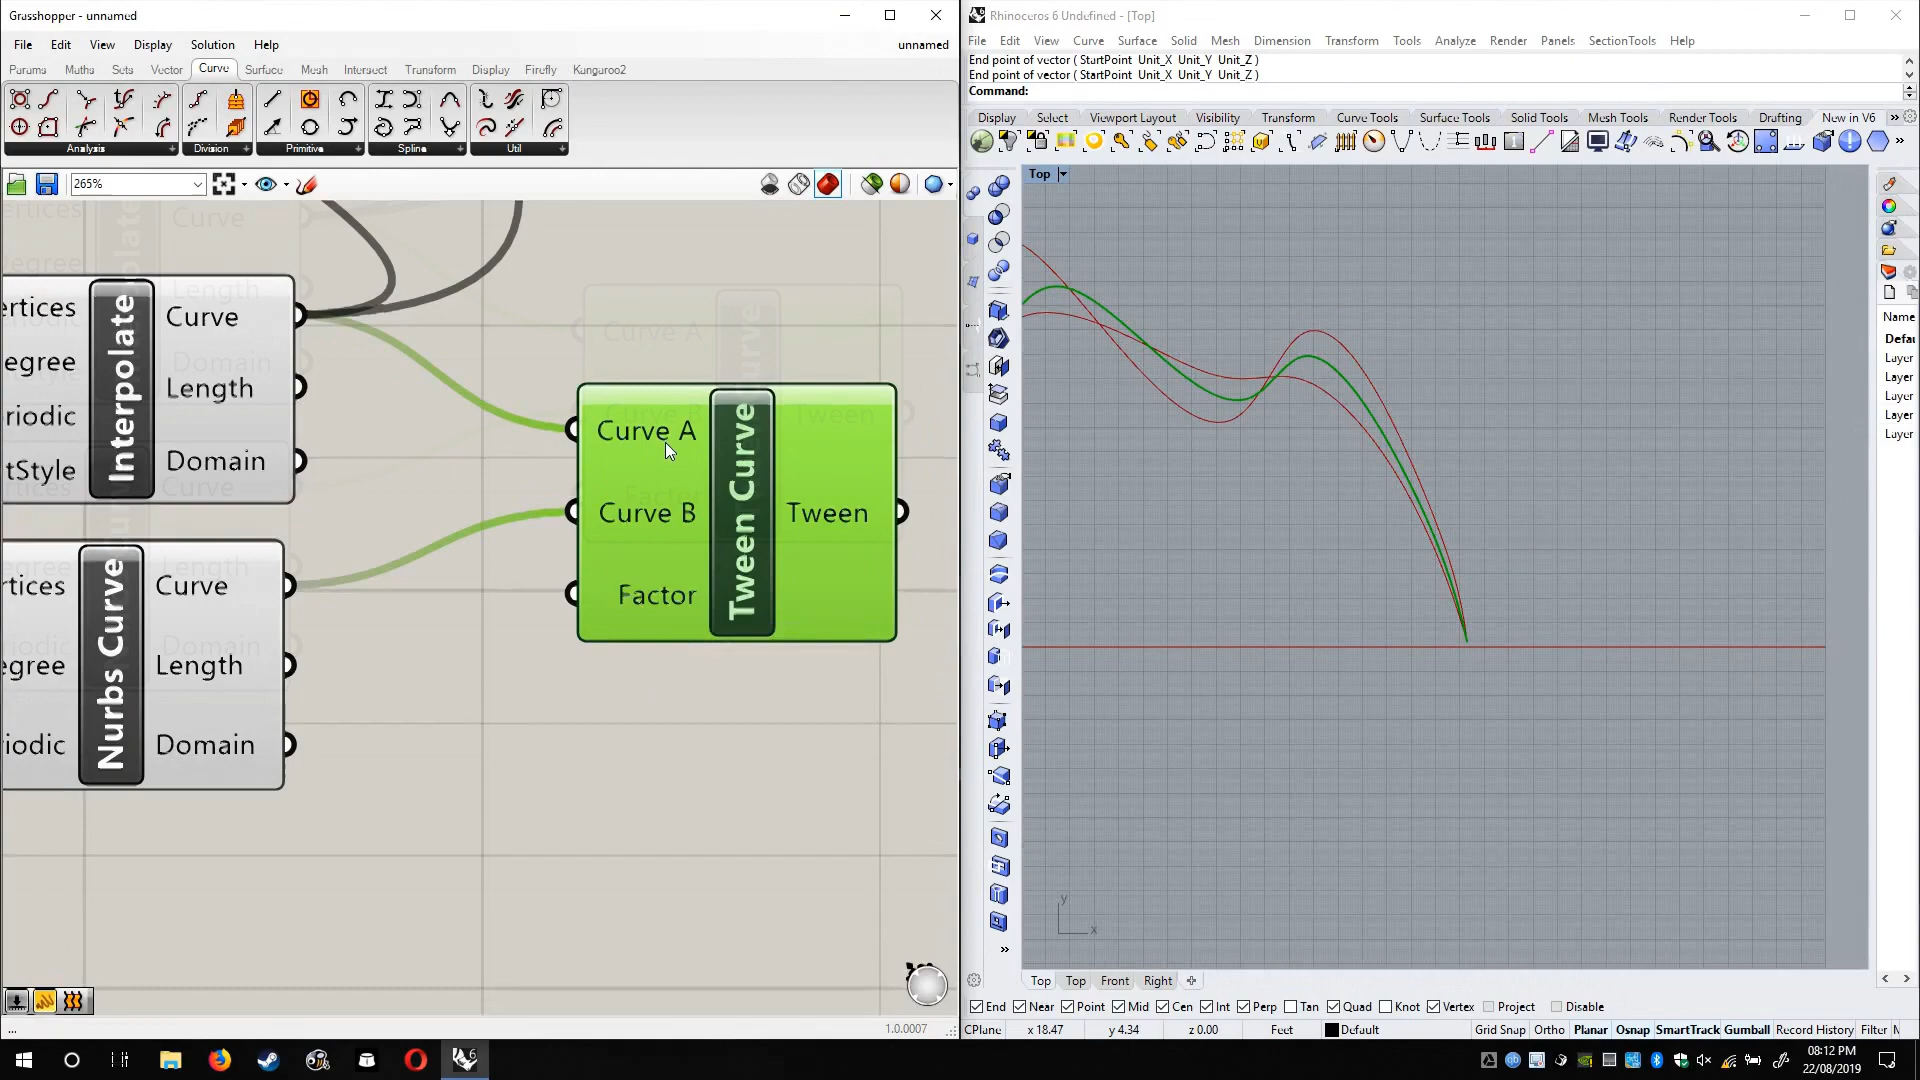 Grasshopper - unnamed
File Edit View Display Solution Help unnamed
Params Maths Sets Vector Curve Surface Mesh Intersect Transform Display Firefly Kangaroo2
Analysis Division Primitive Spline Util
265%
ertices Interpolate Curve
egree
Length
riodic
tStyle Domain
rtices Nurbs Curve Curve
egree Length
iodic Domain
Curve A
Curve B Tween Curve Tween
Factor
...
1.0.0007
Rhinoceros 6 Undefined - [Top]
File Edit View Curve Surface Solid Mesh Dimension Transform Tools Analyze Render Panels SectionTools Help
End point of vector ( StartPoint Unit_X Unit_Y Unit_Z )
End point of vector ( StartPoint Unit_X Unit_Y Unit_Z )
Command:
Display Select Viewport Layout Visibility Transform Curve Tools Surface Tools Solid Tools Mesh Tools Render Tools Drafting New in V6
Top
Name
Defau
Layer
Layer
Layer
Layer
Layer
y
x
Top Top Front Right
End Near Point Mid Cen Int Perp Tan Quad Knot Vertex Project Disable
CPlane x 18.47 y 4.34 z 0.00 Feet Default Grid Snap Ortho Planar Osnap SmartTrack Gumball Record History Filter
08:12 PM
22/08/2019